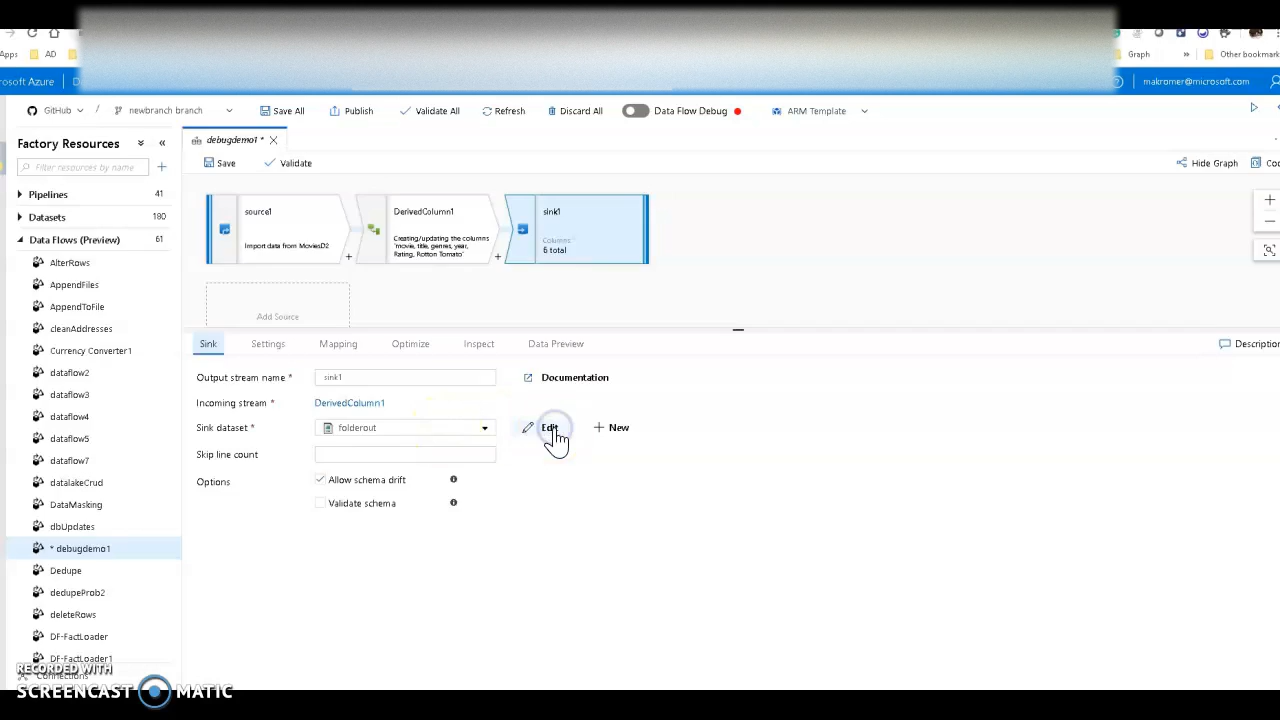 Apps AD Graph » Other bookmark
osoft Azure makromer@microsoft.com
GitHub / newbranch branch Save All Publish Validate All Refresh Discard All Data Flow Debug ARM Template
Factory Resources
debugdemo1 *
Filter resources by name
Save Validate Hide Graph Coc
Pipelines 41
Datasets 180
Data Flows (Preview) 61
AlterRows
AppendFiles
AppendToFile
cleanAddresses
Currency Converter1
dataflow2
dataflow3
dataflow4
dataflow5
dataflow7
datalakeCrud
DataMasking
dbUpdates
* debugdemo1
Dedupe
dedupeProb2
deleteRows
DF-FactLoader
DF-FactLoader1
Connections
source1
Import data from MoviesD2
DerivedColumn1
Creating/updating the columns
'movie, title, genres, year,
Rating, Rotton Tomato'
sink1
Columns:
6 total
Add Source
Sink Settings Mapping Optimize Inspect Data Preview Description
Output stream name * sink1 Documentation
Incoming stream * DerivedColumn1
Sink dataset * folderout Edit + New
Skip line count
Options Allow schema drift
Validate schema
RECORDED WITH
SCREENCAST MATIC